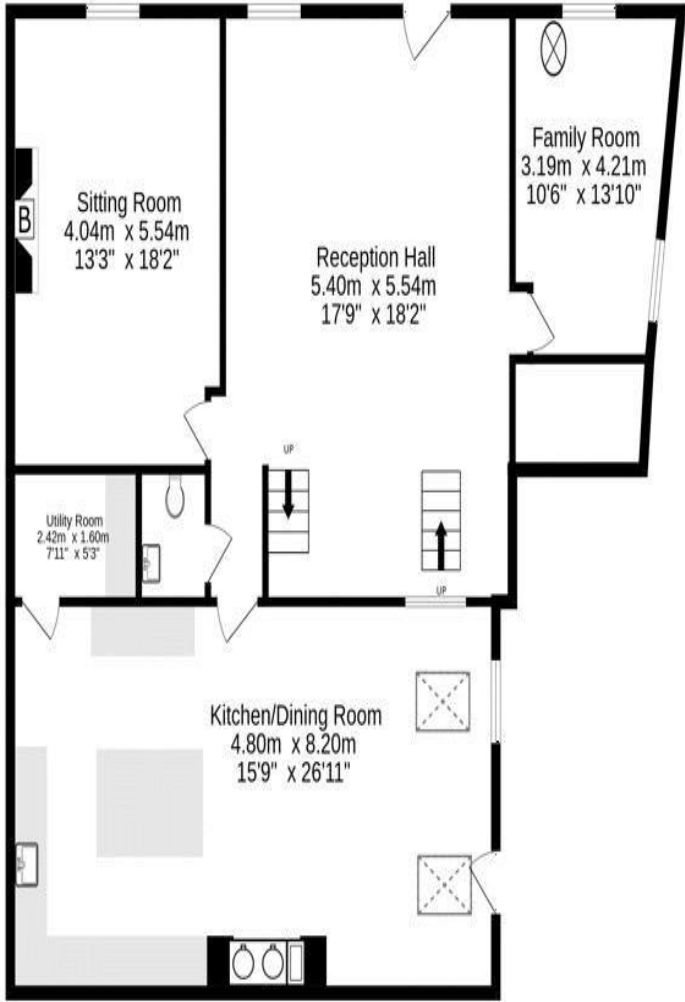 Family Room
3.19m x 4.21m
10'6" x 13'10"
B
Sitting Room
4.04m x 5.54m
13'3" x 18'2"
Reception Hall
5.40m x 5.54m
17'9" x 18'2"
UP
Utility Room
2.42m x 1.60m
7'11" x 5'3"
UP
Kitchen/Dining Room
4.80m x 8.20m
15'9" x 26'11"